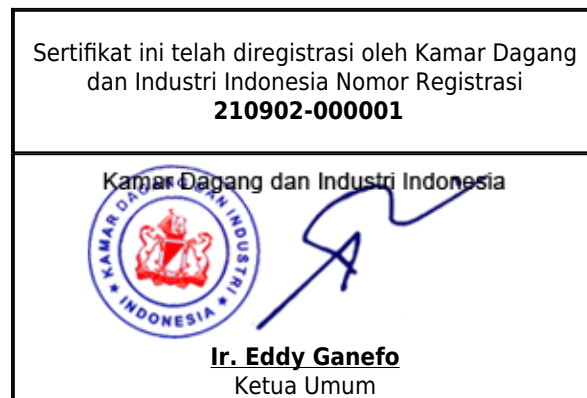 Sertifikat ini telah diregistrasi oleh Kamar Dagang
dan Industri Indonesia Nomor Registrasi
210902-000001
Kamar Dagang dan Industri Indonesia
KAMAR DAGANG DAN INDUSTRI
INDONESIA
Ir. Eddy Ganefo
Ketua Umum